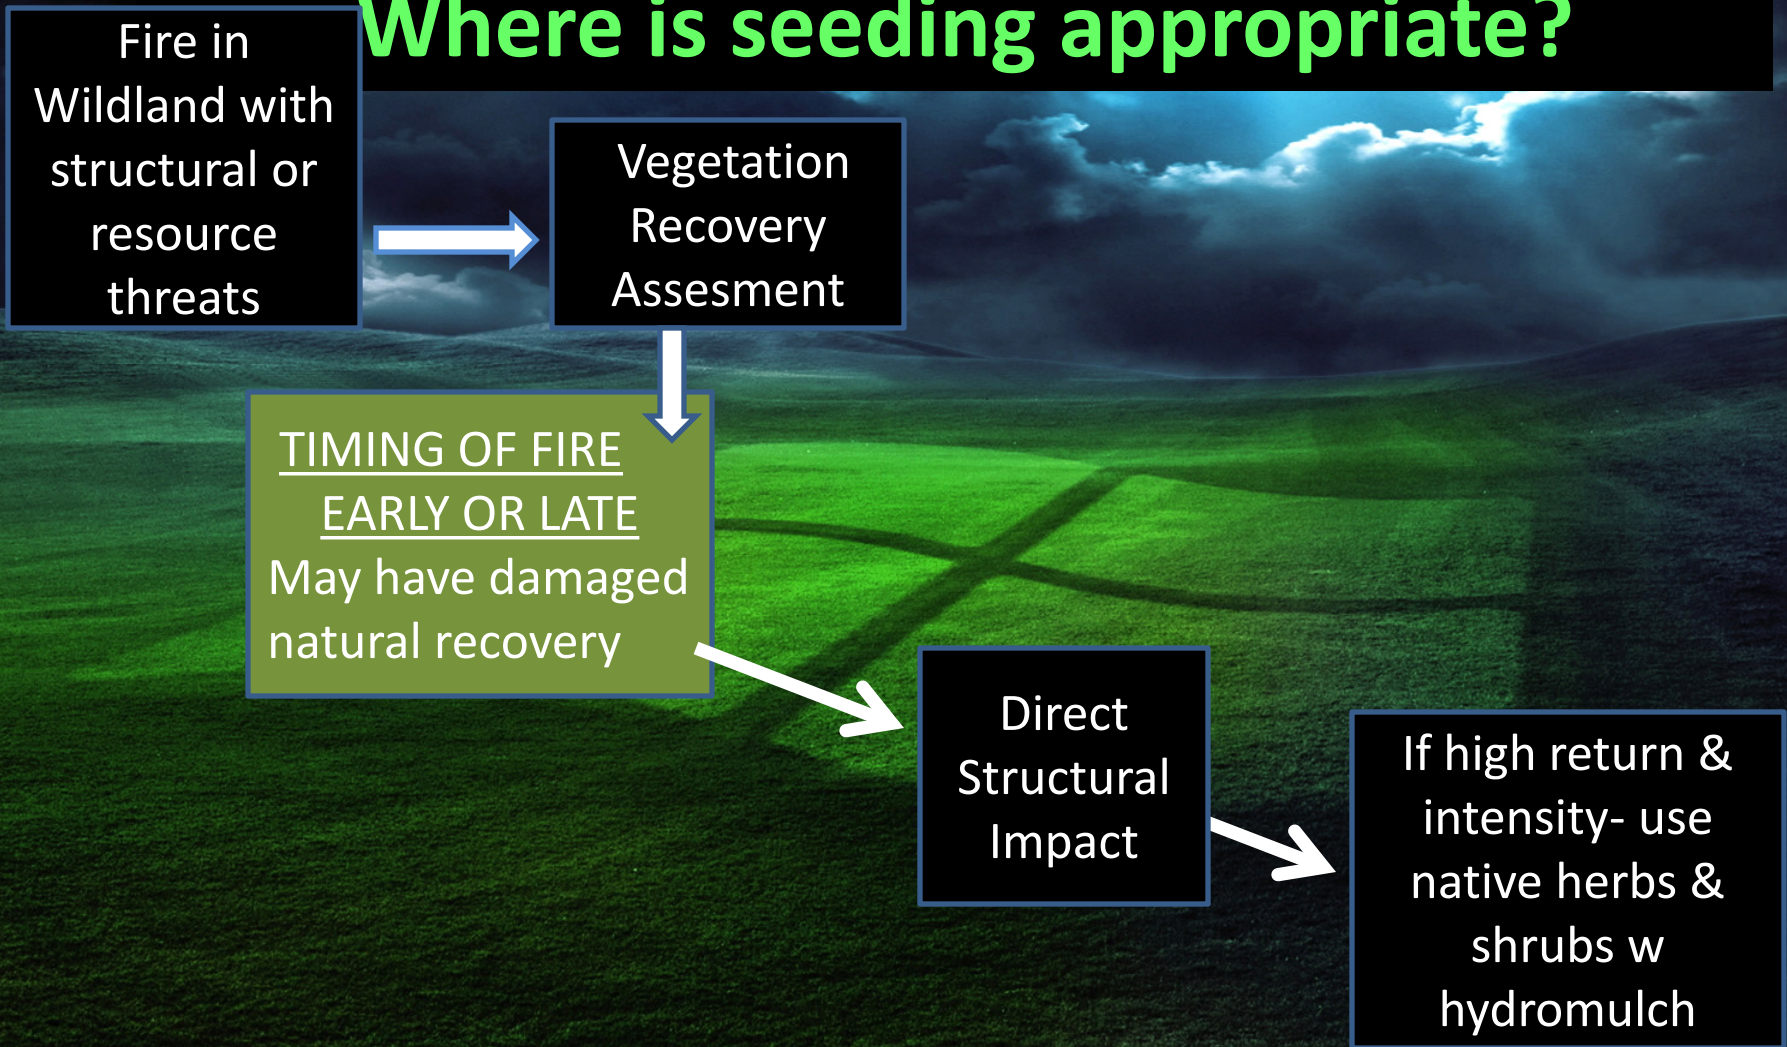 Where is seeding appropriate?
Fire in
Wildland with
structural or
resource
threats
Vegetation
Recovery
Assesment
TIMING OF FIRE
EARLY OR LATE
May have damaged
natural recovery
Direct
Structural
Impact
If high return &
intensity- use
native herbs &
shrubs w
hydromulch